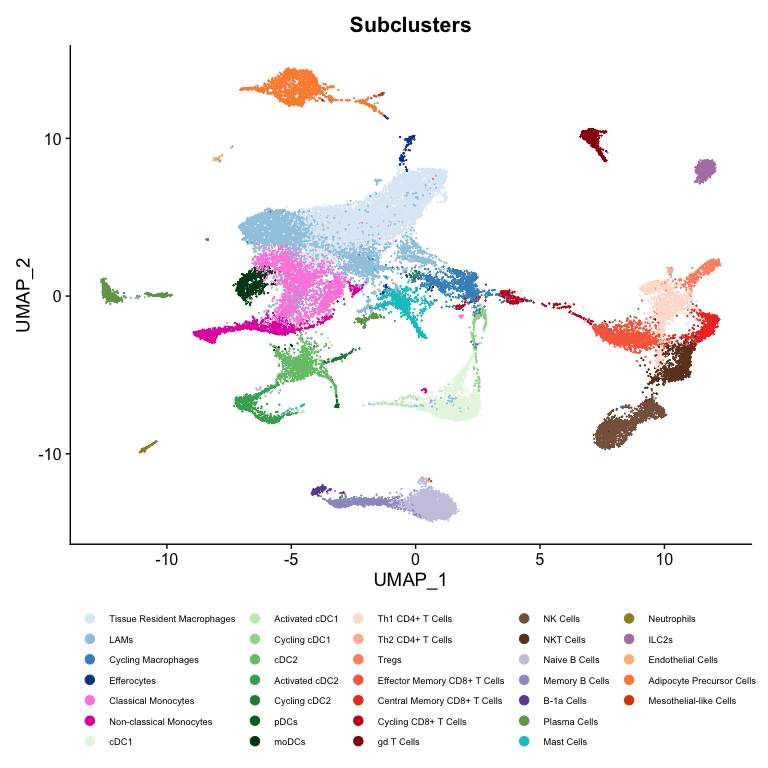 Subclusters
10
0
-10
UMAP_2
-10
-5
0
5
10
UMAP_1
Tissue Resident Macrophages
LAMs
Cycling Macrophages
Efferocytes
Classical Monocytes
Non-classical Monocytes
cDC1
Activated cDC1
Cycling cDC1
cDC2
Activated cDC2
Cycling cDC2
pDCs
moDCs
Th1 CD4+ T Cells
Th2 CD4+ T Cells
Tregs
Effector Memory CD8+ T Cells
Central Memory CD8+ T Cells
Cycling CD8+ T Cells
gd T Cells
NK Cells
NKT Cells
Naive B Cells
Memory B Cells
B-1a Cells
Plasma Cells
Mast Cells
Neutrophils
ILC2s
Endothelial Cells
Adipocyte Precursor Cells
Mesothelial-like Cells